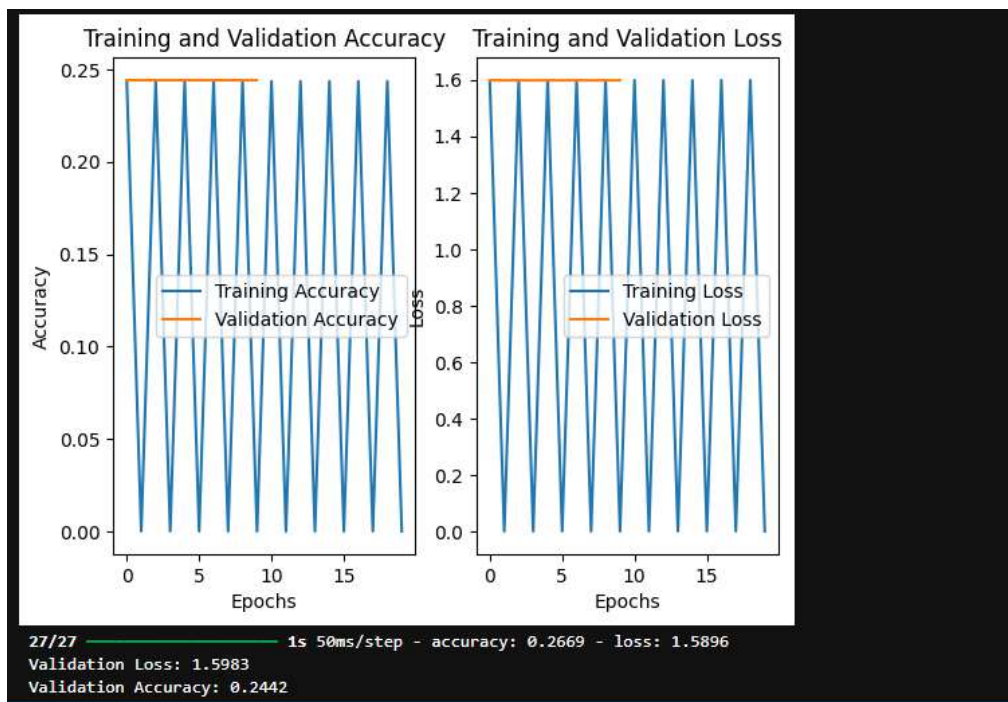 Training and Validation Accuracy
0.25
0.20
0.15
0.10
0.05
0.00
Accuracy
Training Accuracy
Validation Accuracy
0 5 10 15
Epochs
Training and Validation Loss
1.6
1.4
1.2
1.0
0.8
0.6
0.4
0.2
0.0
Loss
Training Loss
Validation Loss
0 5 10 15
Epochs
27/27 1s 50ms/step - accuracy: 0.2669 - loss: 1.5896
Validation Loss: 1.5983
Validation Accuracy: 0.2442